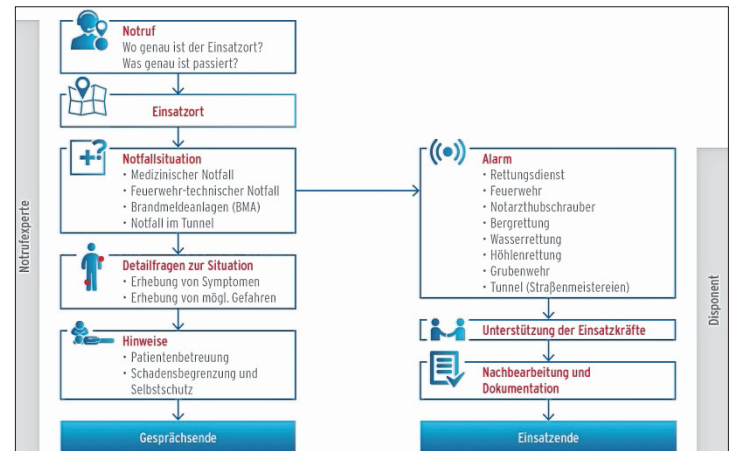 Notrufexperte
Notruf
Wo genau ist der Einsatzort?
Was genau ist passiert?
Einsatzort
Notfallsituation
· Medizinischer Notfall
· Feuerwehr-technischer Notfall
· Brandmeldeanlagen (BMA)
· Notfall im Tunnel
Detailfragen zur Situation
· Erhebung von Symptomen
· Erhebung von mögl. Gefahren
Hinweise
· Patientenbetreuung
· Schadensbegrenzung und
Selbstschutz
Gesprächsende
Alarm
· Rettungsdienst
· Feuerwehr
· Notarzthubschrauber
· Bergrettung
· Wasserrettung
· Höhlenrettung
· Grubenwehr
· Tunnel (Straßenmeistereien)
Unterstützung der Einsatzkräfte
Nachbearbeitung und
Dokumentation
Einsatzende
Disponent